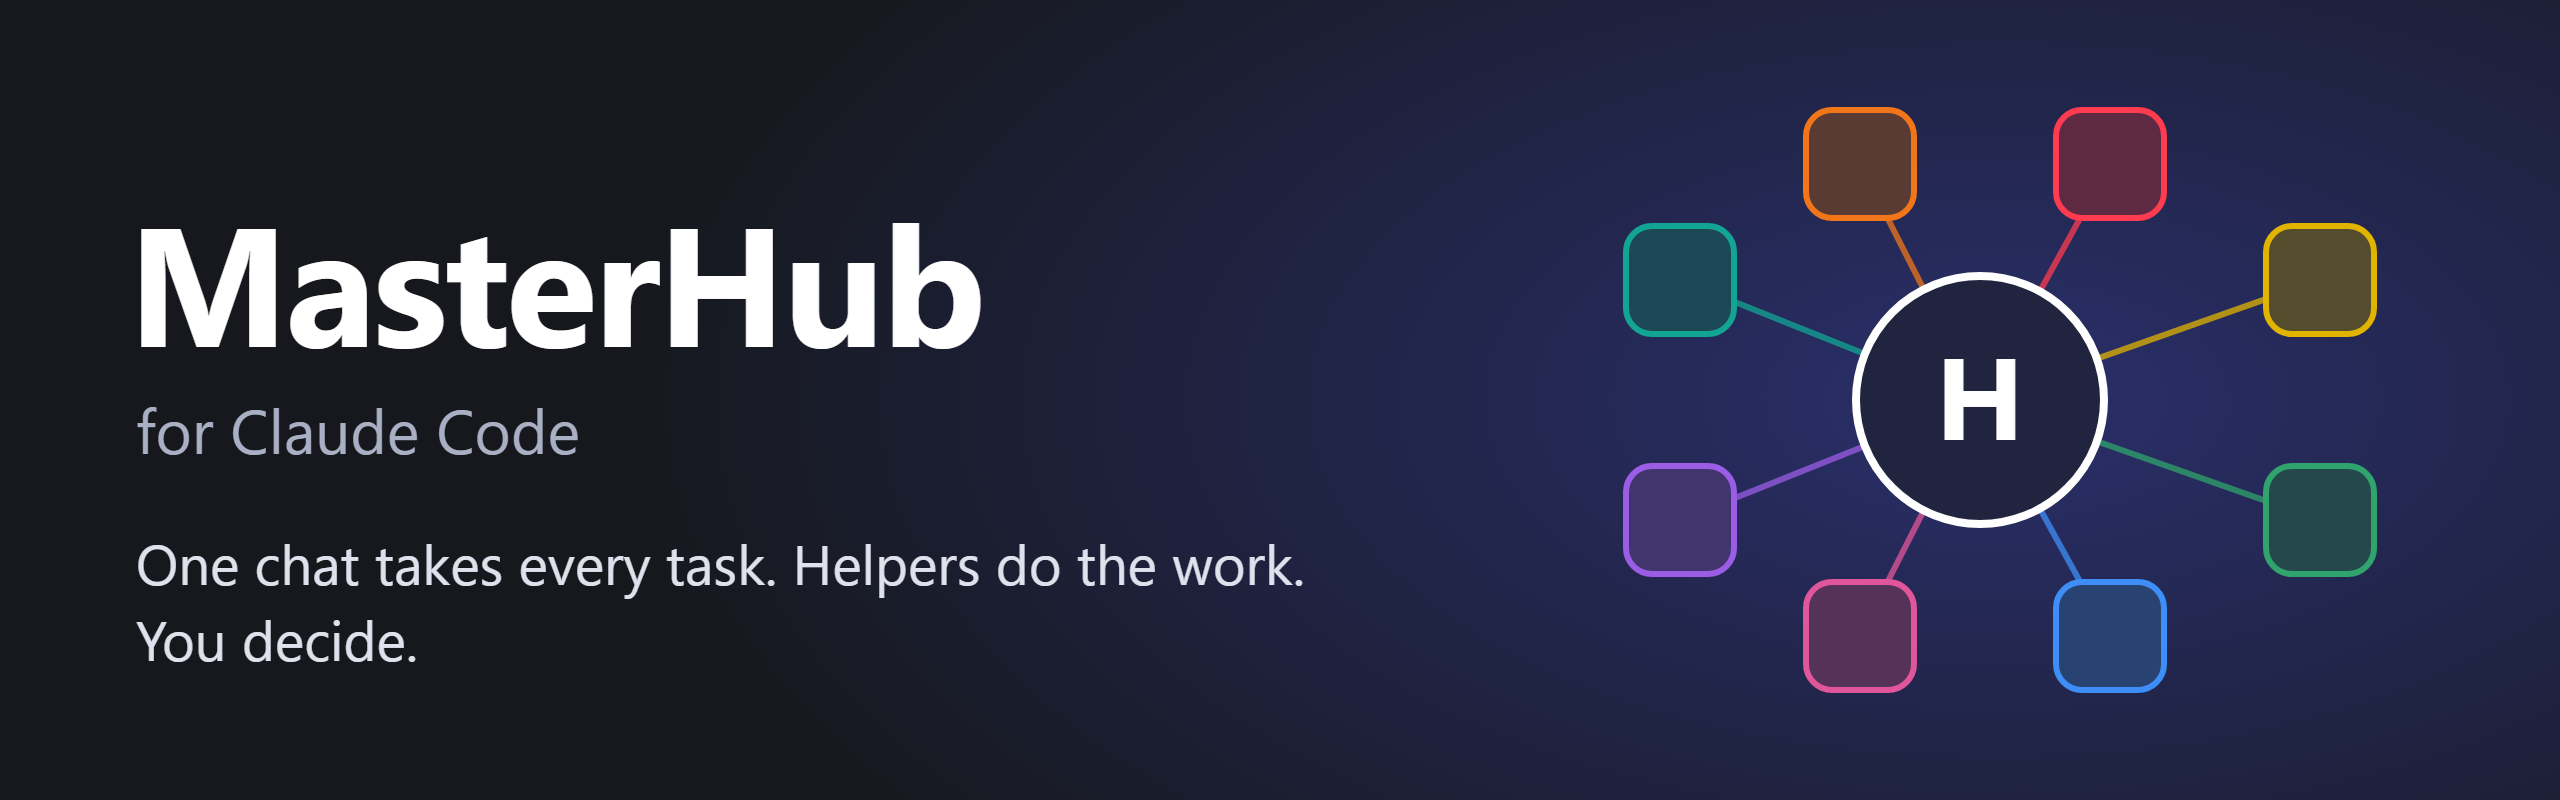 MasterHub
for Claude Code
One chat takes every task. Helpers do the work.
You decide.
H